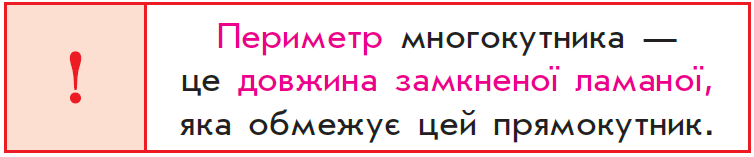 !
Периметр многокутника —
це довжина замкненої ламаної,
яка обмежує цей прямокутник.